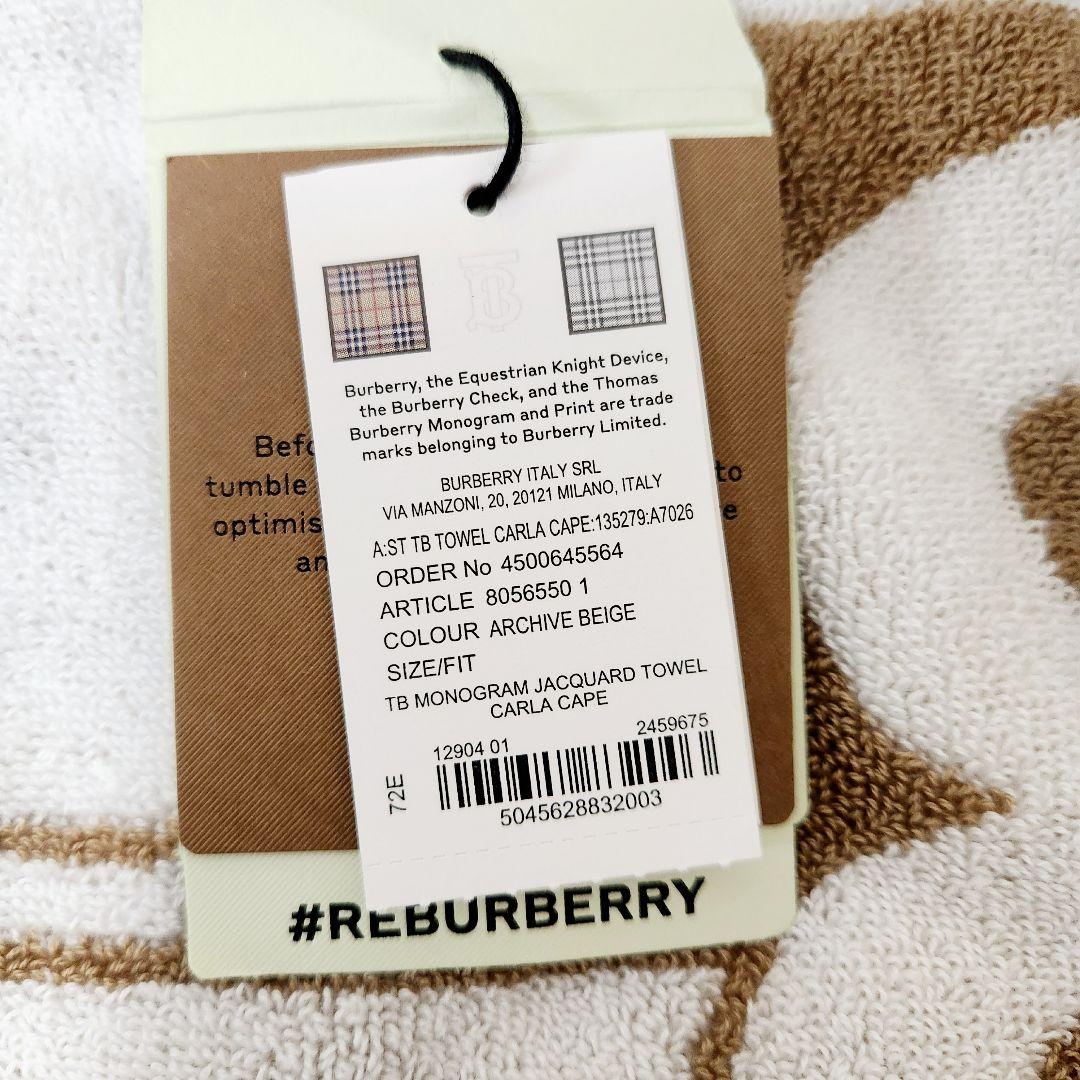 Burberry, the Equestrian Knight Device,
the Burberry Check, and the Thomas
Burberry Monogram and Print are trade
marks belonging to Burberry Limited.
BURBERRY ITALY SRL
VIA MANZONI, 20, 20121 MILANO, ITALY
A:ST TB TOWEL CARLA CAPE:135279:A7026
ORDER No 4500645564
ARTICLE 8056550 1
COLOUR ARCHIVE BEIGE
SIZE/FIT
TB MONOGRAM JACQUARD TOWEL
CARLA CAPE
12904 01 2459675
72E
5045628832003
tumble to
optimis
#REBURBERRY